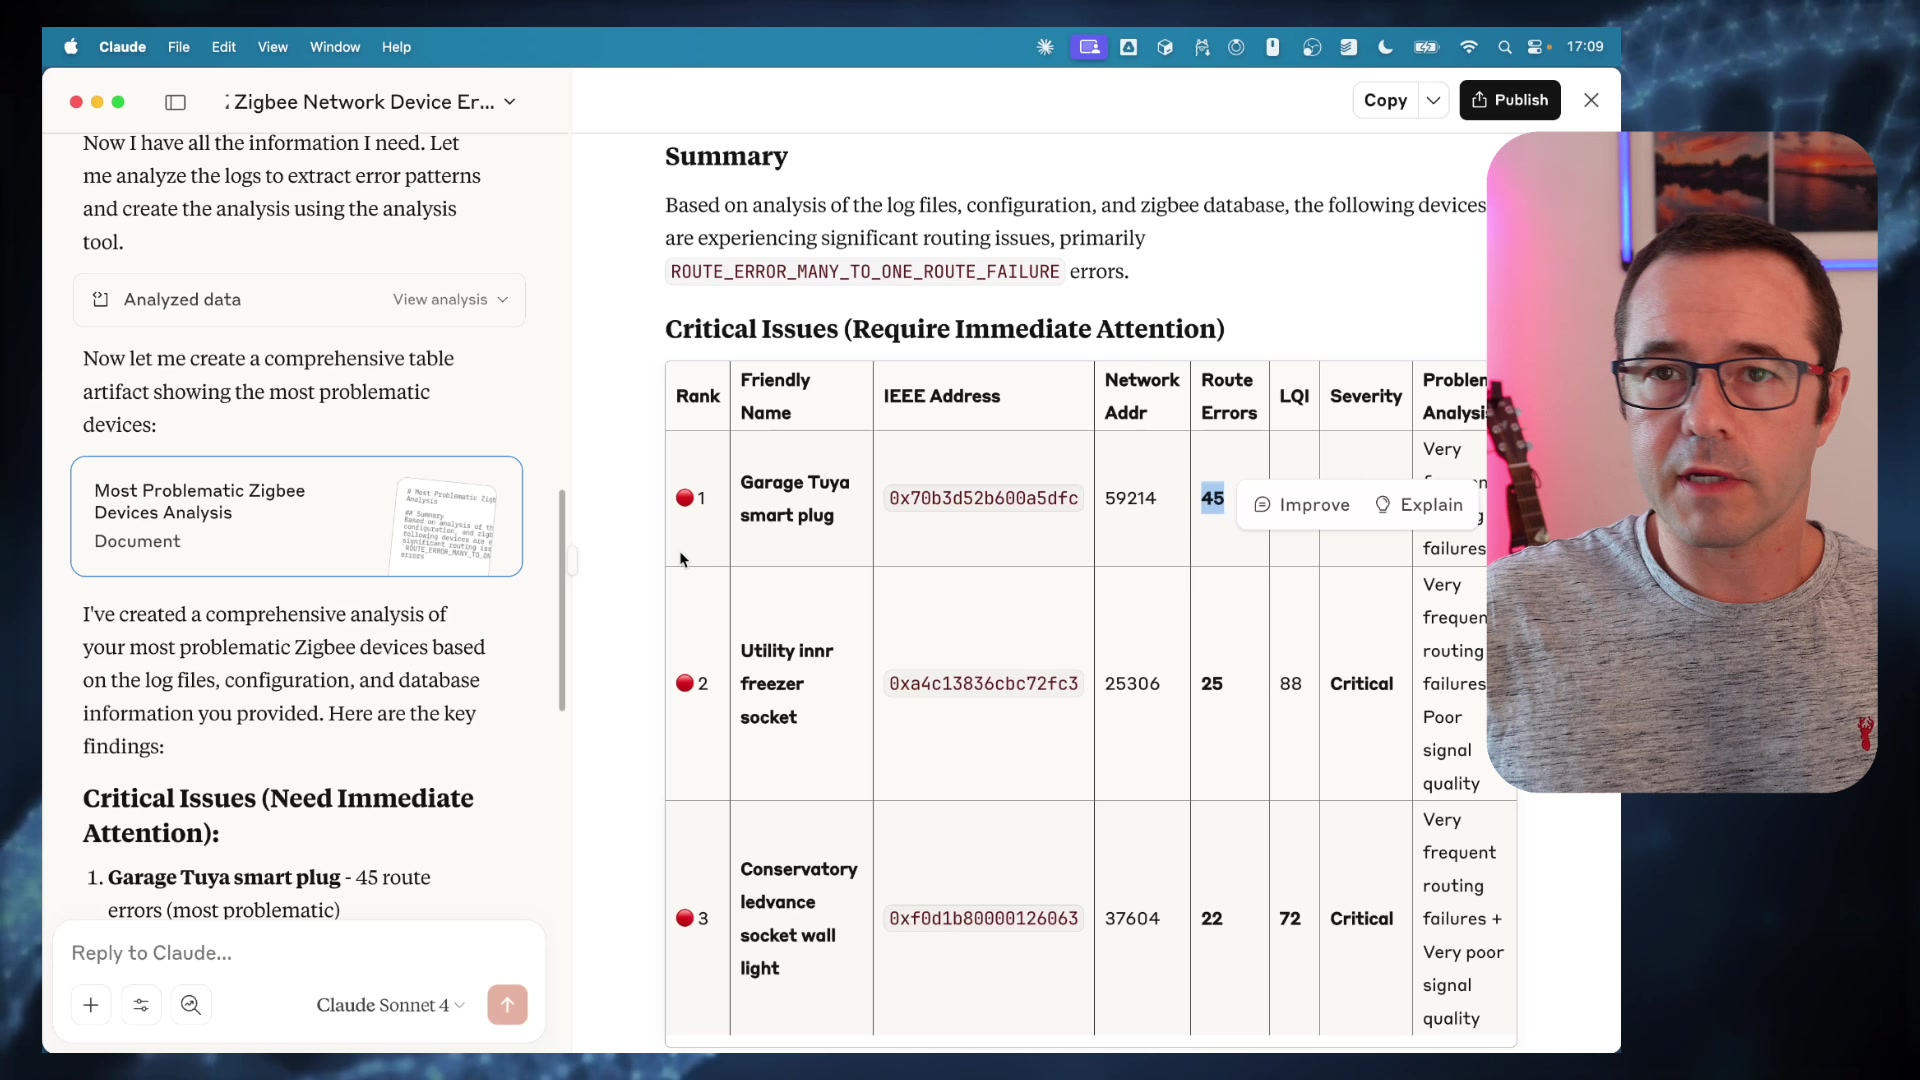 Claude File Edit View Window Help
17:09
Zigbee Network Device Er...
Copy
Publish
Now I have all the information I need. Let
me analyze the logs to extract error patterns
and create the analysis using the analysis
tool.
Analyzed data View analysis
Now let me create a comprehensive table
artifact showing the most problematic
devices:
Most Problematic Zigbee
Devices Analysis
Document
I've created a comprehensive analysis of
your most problematic Zigbee devices based
on the log files, configuration, and database
information you provided. Here are the key
findings:
Critical Issues (Need Immediate
Attention):
1. Garage Tuya smart plug - 45 route
errors (most problematic)
Reply to Claude...
Claude Sonnet 4
Summary
Based on analysis of the log files, configuration, and zigbee database, the following devices
are experiencing significant routing issues, primarily
ROUTE_ERROR_MANY_TO_ONE_ROUTE_FAILURE errors.
Critical Issues (Require Immediate Attention)
Rank
Friendly
Name
IEEE Address
Network
Addr
Route
Errors
LQI
Severity
1
Garage Tuya
smart plug
0x70b3d52b600a5dfc
59214
45
Improve
Explain
Very
failures
2
Utility innr
freezer
socket
0xa4c13836cbc72fc3
25306
25
88
Critical
Very
routing
failures
Poor
signal
quality
3
Conservatory
ledvance
socket wall
light
0xf0d1b80000126063
37604
22
72
Critical
Very
frequent
routing
failures +
Very poor
signal
quality